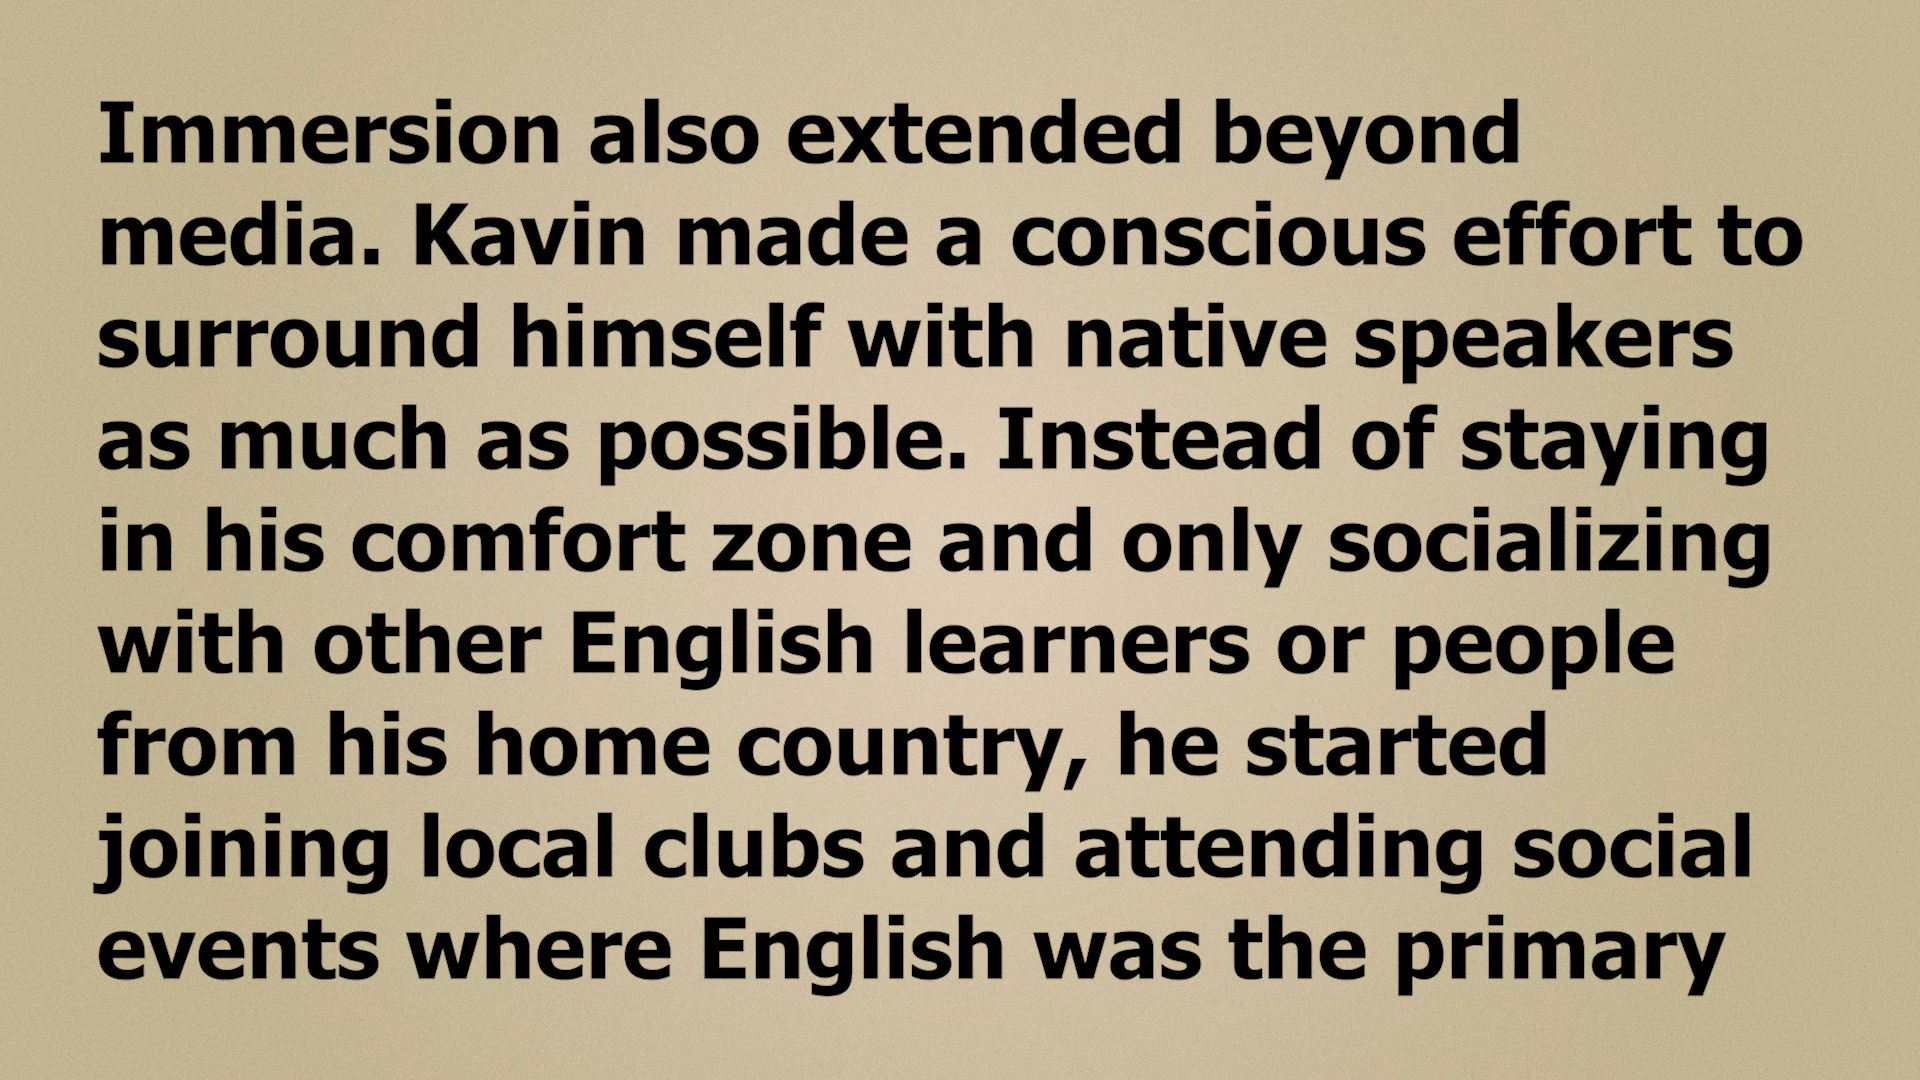 Immersion also extended beyond
media. Kavin made a conscious effort to
surround himself with native speakers
as much as possible. Instead of staying
in his comfort zone and only socializing
with other English learners or people
from his home country, he started
joining local clubs and attending social
events where English was the primary